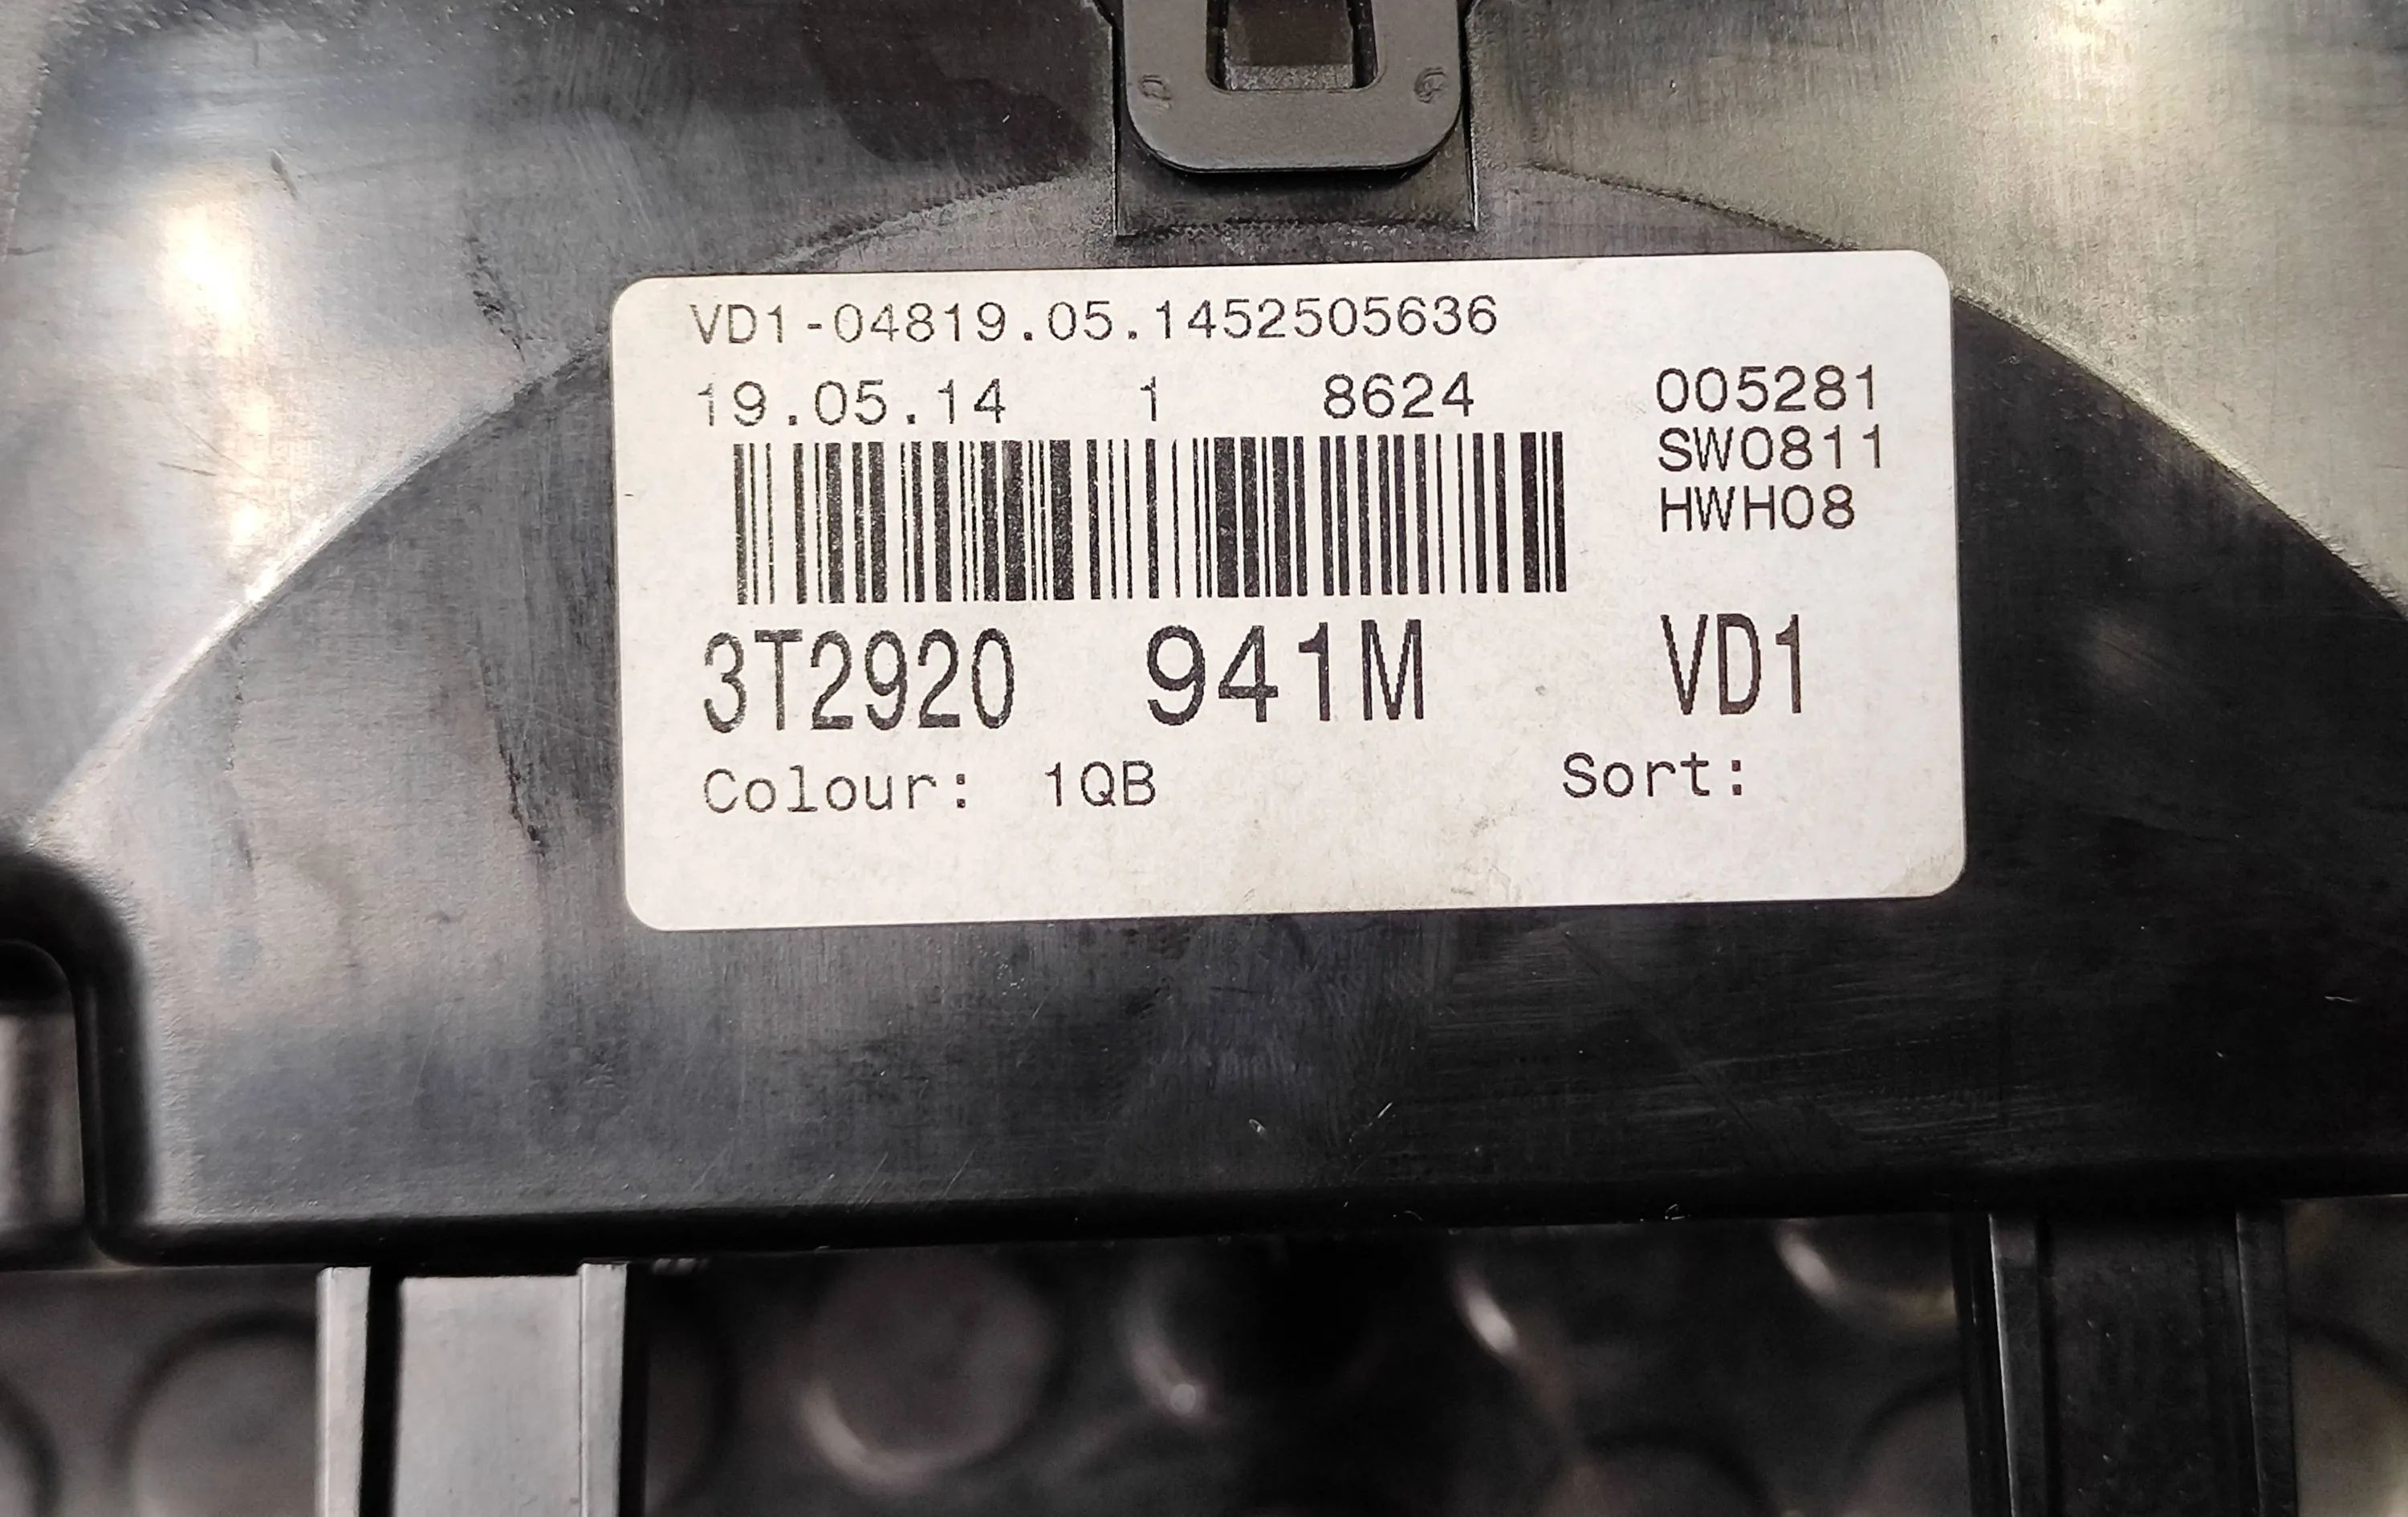 VD1-04819.05.1452505636
19.05.14 1 8624 005281
SW0811
HWH08
3T2920 941M VD1
Colour: 1QB Sort: